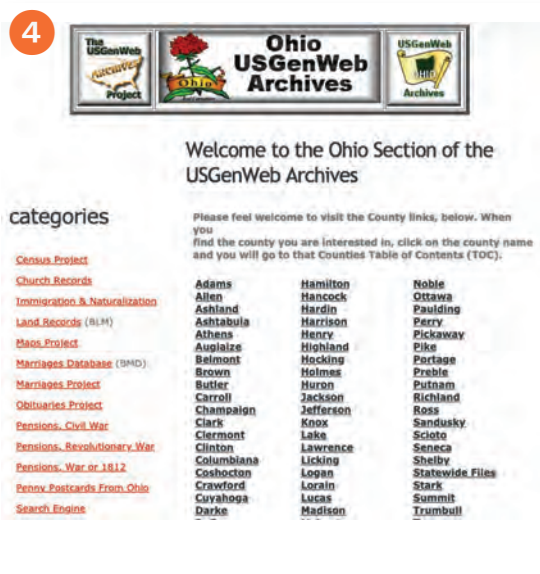 4
The
USGenWeb
ARCHIVES
Project
Ohio
Ohio
USGenWeb
Archives
USGenWeb
OHIO
Archives
Welcome to the Ohio Section of the
USGenWeb Archives
categories
Census Project
Church Records
Immigration & Naturalization
Land Records (BLM)
Maps Project
Marriages Database (BMD)
Marriages Project
Obituaries Project
Pensions, Civil War
Pensions, Revolutionary War
Pensions, War or 1812
Penny Postcards From Ohio
Search Engine
Please feel welcome to visit the County links, below. When
you
find the county you are interested in, click on the county name
and you will go to that Counties Table of Contents (TOC).
Adams
Allen
Ashland
Ashtabula
Athens
Auglaize
Belmont
Brown
Butler
Carroll
Champaign
Clark
Clermont
Clinton
Columbiana
Coshocton
Crawford
Cuyahoga
Darke
Hamilton
Hancock
Hardin
Harrison
Henry
Highland
Hocking
Holmes
Huron
Jackson
Jefferson
Knox
Lake
Lawrence
Licking
Logan
Lorain
Lucas
Madison
Noble
Ottawa
Paulding
Perry
Pickaway
Pike
Portage
Preble
Putnam
Richland
Ross
Sandusky
Scioto
Seneca
Shelby
Statewide Files
Stark
Summit
Trumbull